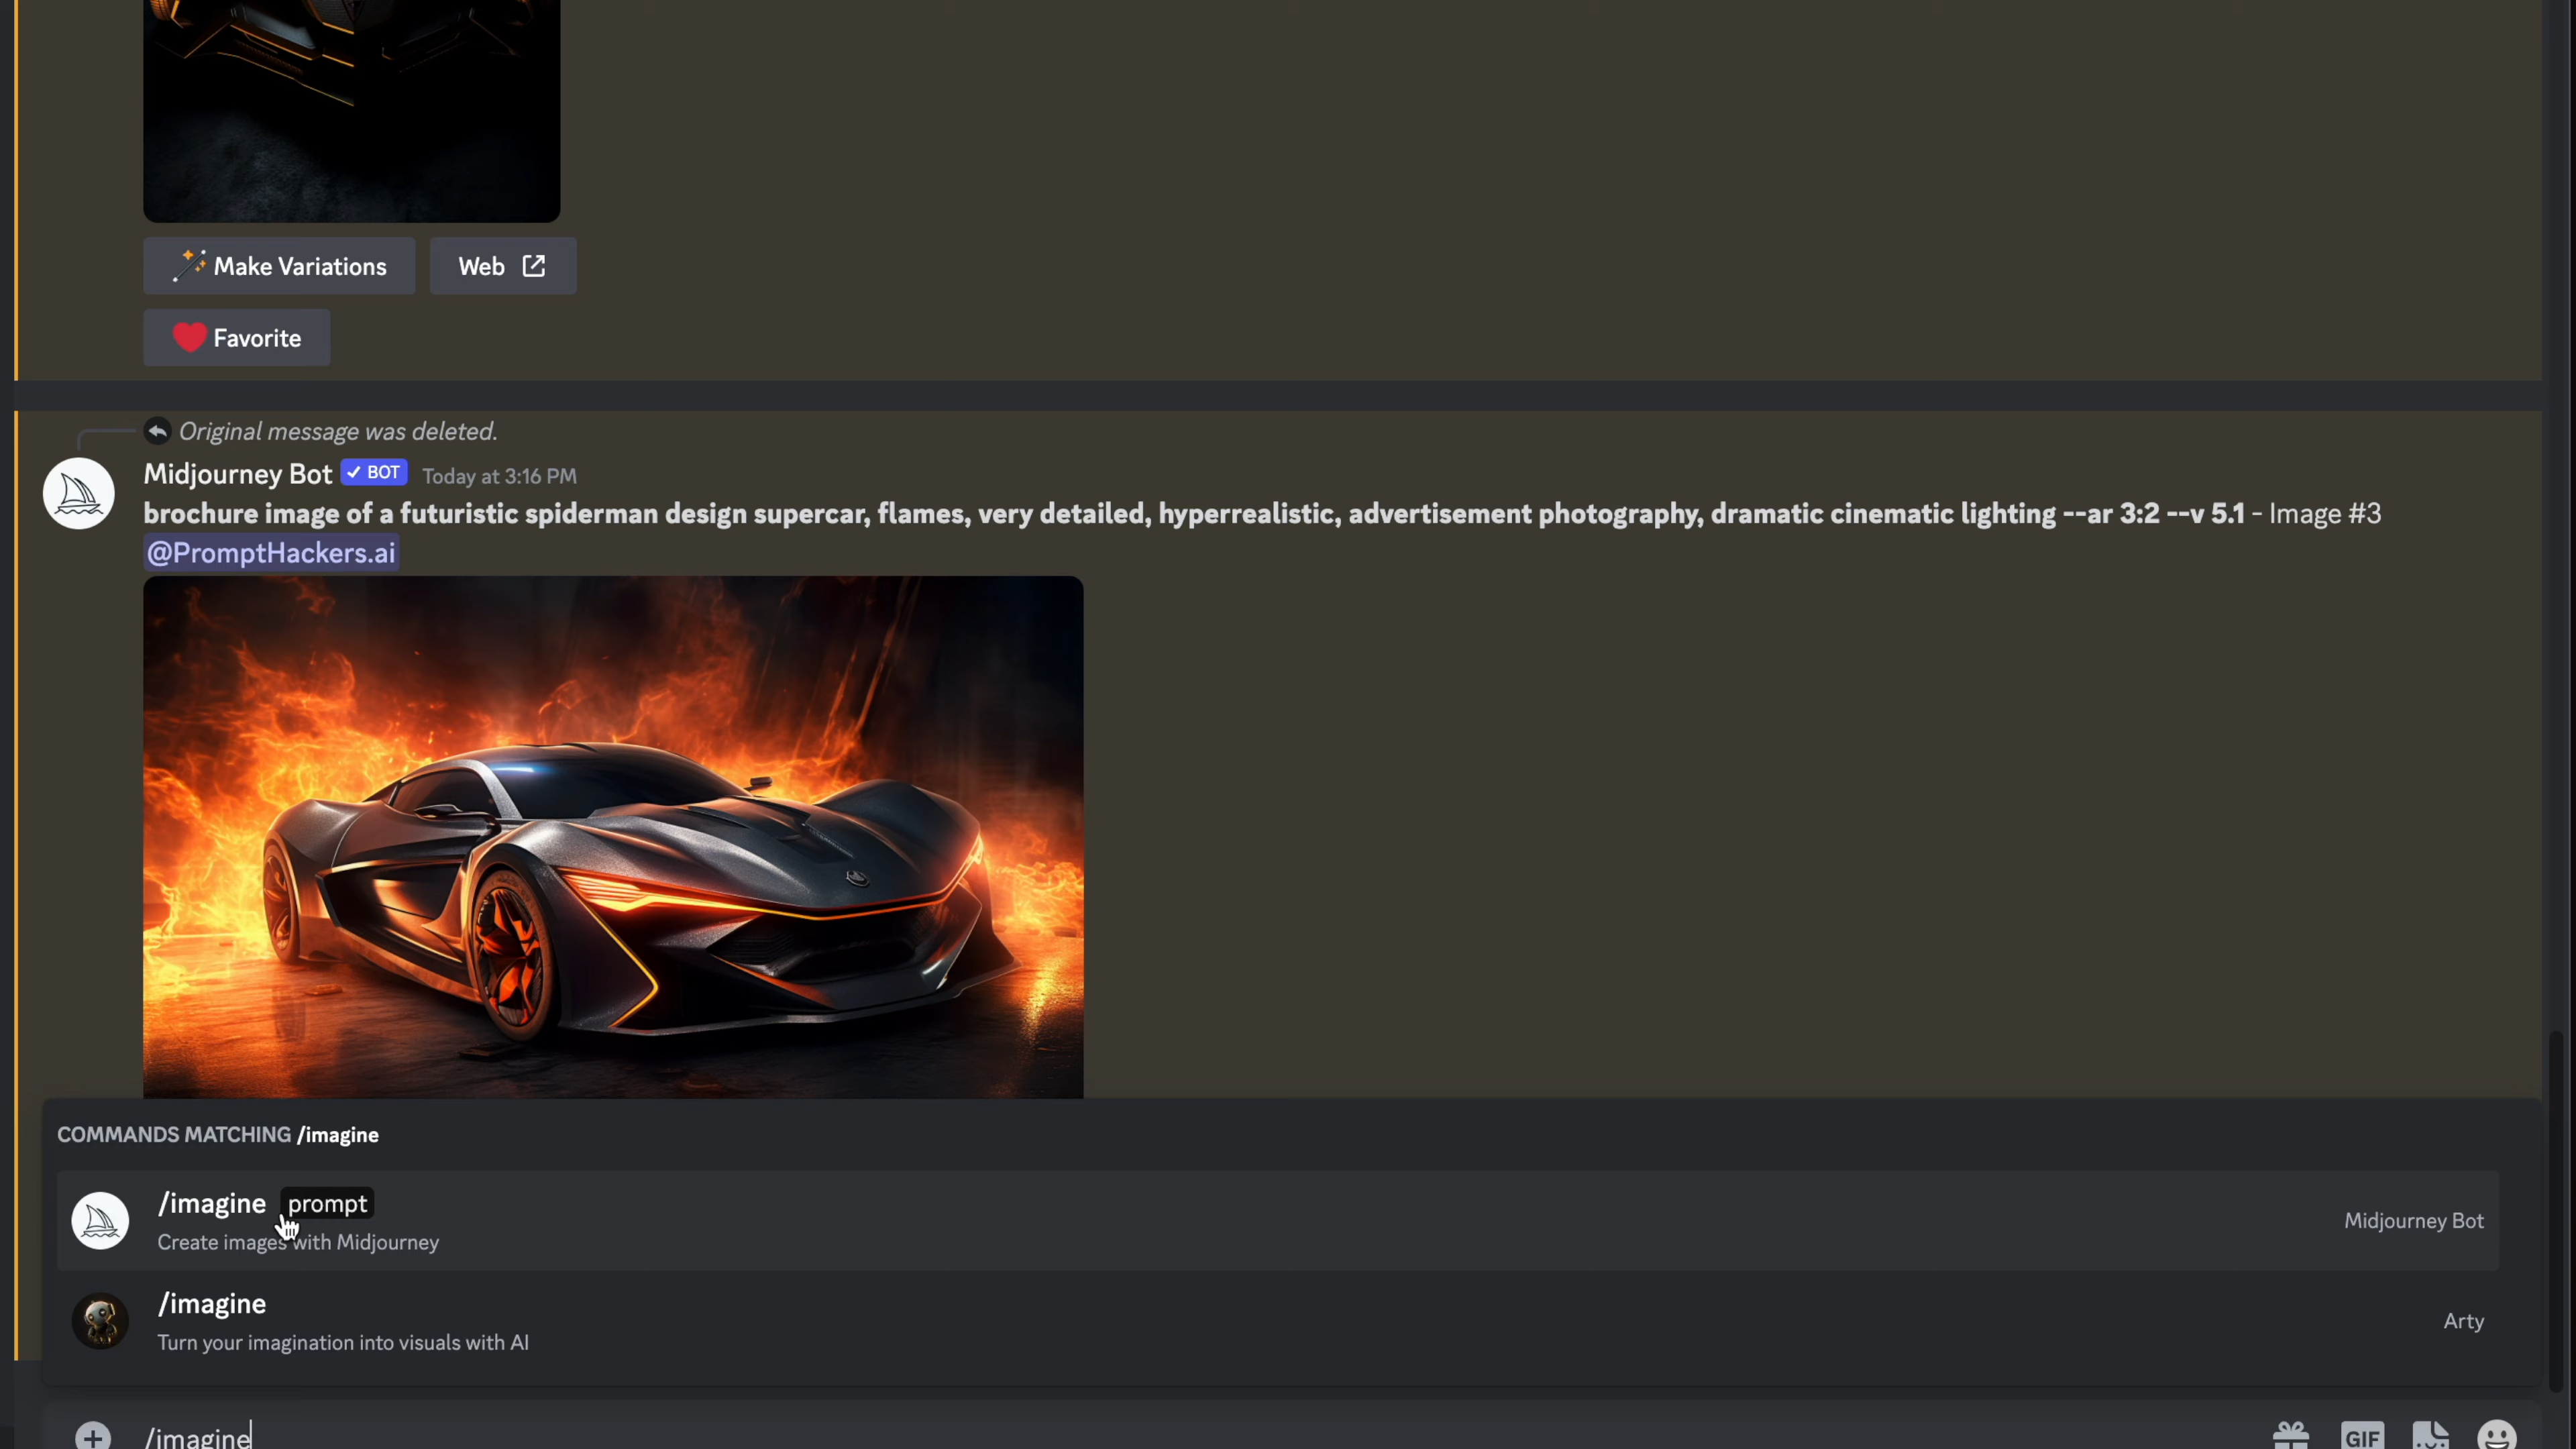 Make Variations
Web
Favorite
Original message was deleted.
Midjourney Bot ✓ BOT Today at 3:16 PM
brochure image of a futuristic spiderman design supercar, flames, very detailed, hyperrealistic, advertisement photography, dramatic cinematic lighting --ar 3:2 --v 5.1 - Image #3
@PromptHackers.ai
COMMANDS MATCHING /imagine
/imagine prompt
Create images with Midjourney
Midjourney Bot
/imagine
Turn your imagination into visuals with AI
Arty
/imagine
GIF